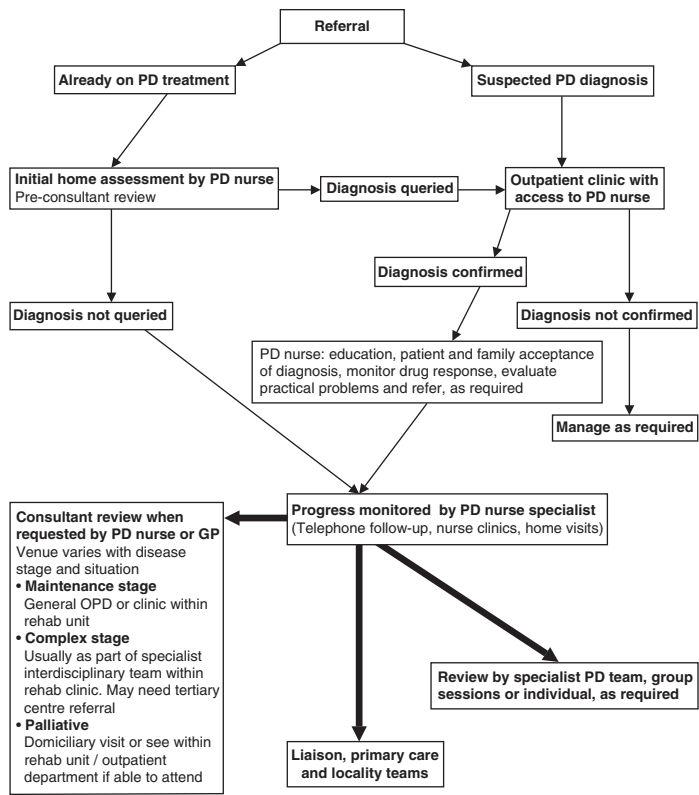 Referral
Already on PD treatment
Suspected PD diagnosis
Initial home assessment by PD nurse
Pre-consultant review
Diagnosis queried
Outpatient clinic with
access to PD nurse
Diagnosis confirmed
Diagnosis not queried
Diagnosis not confirmed
PD nurse: education, patient and family acceptance
of diagnosis, monitor drug response, evaluate
practical problems and refer, as required
Manage as required
Progress monitored by PD nurse specialist
(Telephone follow-up, nurse clinics, home visits)
Consultant review when
requested by PD nurse or GP
Venue varies with disease
stage and situation
• Maintenance stage
General OPD or clinic within
rehab unit
• Complex stage
Usually as part of specialist
interdisciplinary team within
rehab clinic. May need tertiary
centre referral
• Palliative
Domiciliary visit or see within
rehab unit / outpatient
department if able to attend
Review by specialist PD team, group
sessions or individual, as required
Liaison, primary care
and locality teams